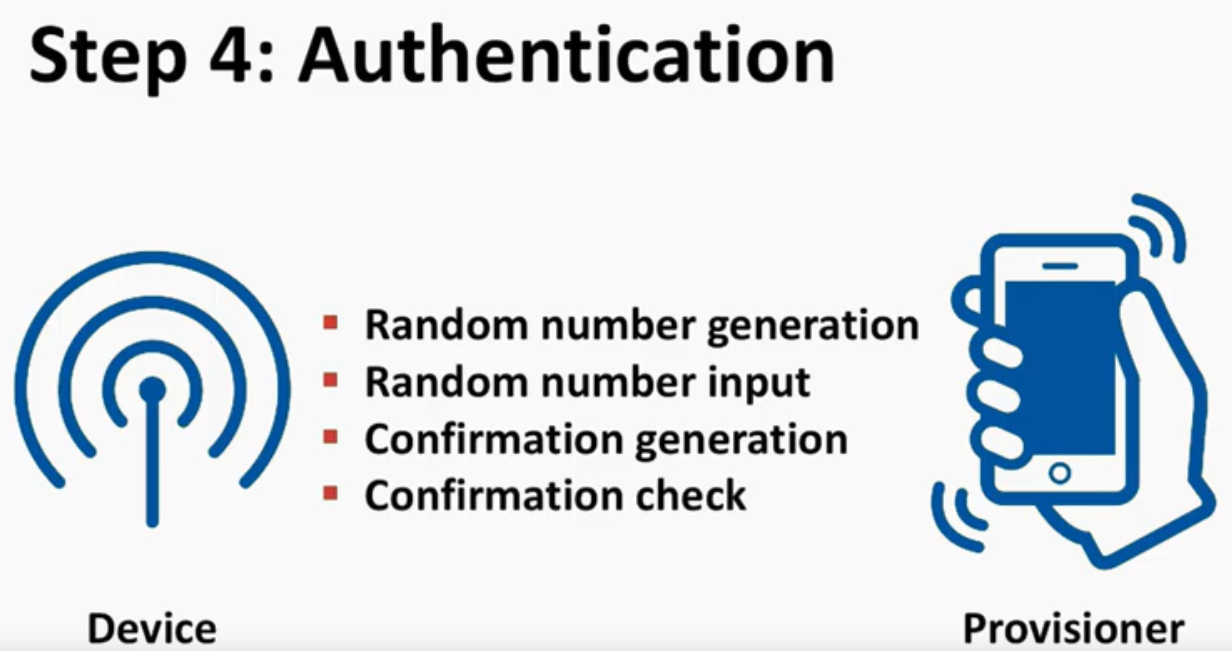 Step 4: Authentication
Random number generation
Random number input
Confirmation generation
Confirmation check
Device
Provisioner